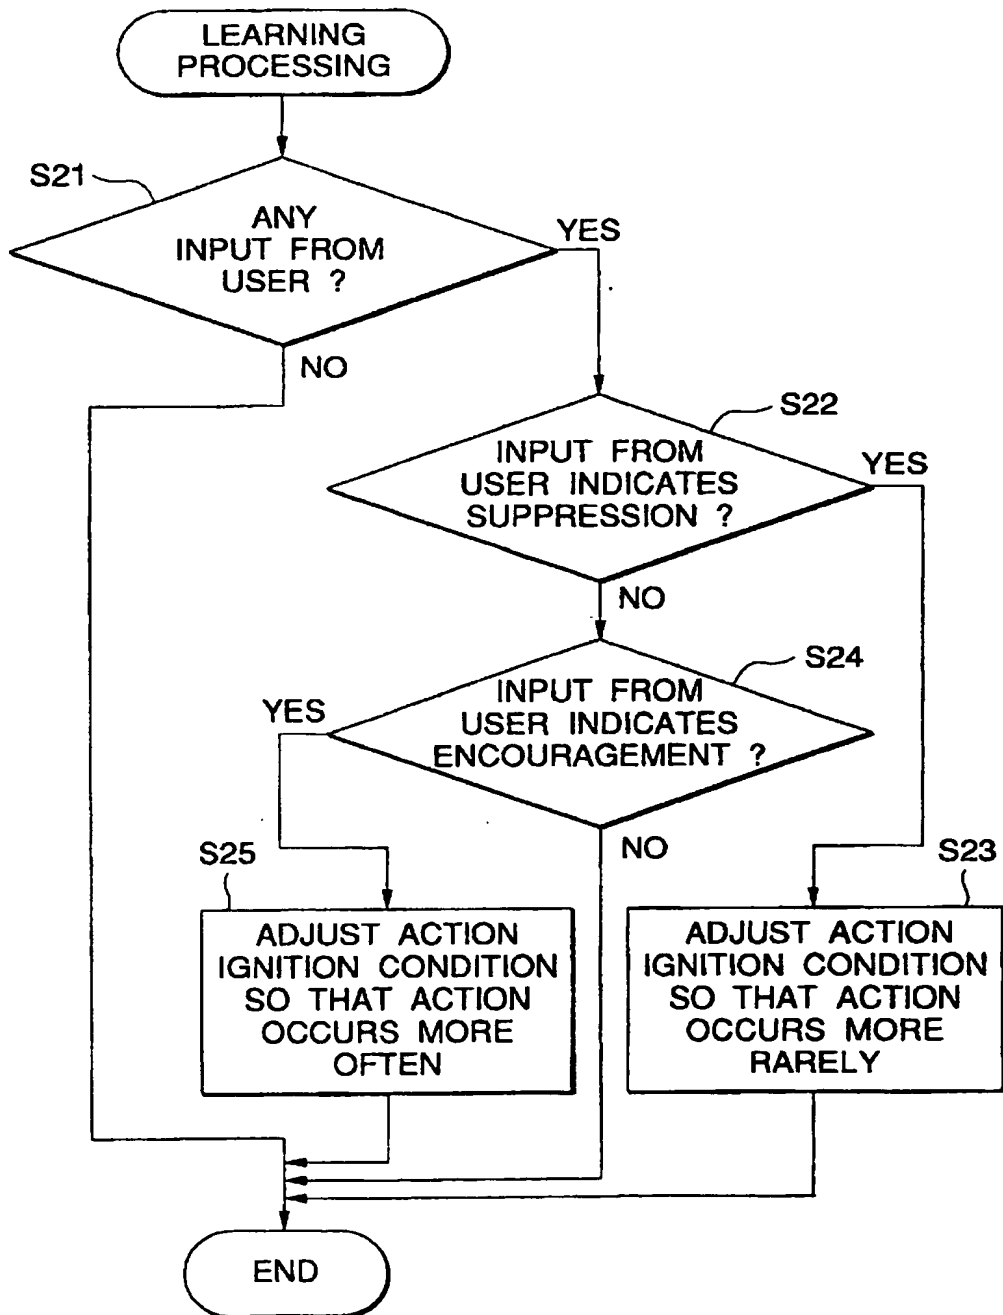 LEARNING
PROCESSING
S21
ANY
INPUT FROM
USER ?
YES
NO
S22
INPUT FROM
USER INDICATES
SUPPRESSION ?
YES
NO
S24
INPUT FROM
USER INDICATES
ENCOURAGEMENT ?
YES
NO
S25
ADJUST ACTION
IGNITION CONDITION
SO THAT ACTION
OCCURS MORE
OFTEN
S23
ADJUST ACTION
IGNITION CONDITION
SO THAT ACTION
OCCURS MORE
RARELY
END